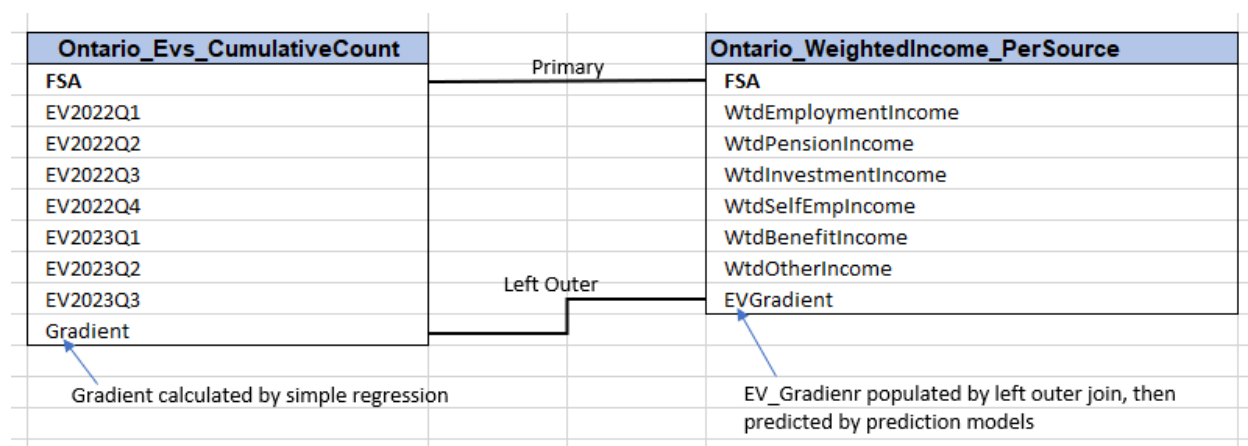 Ontario_Evs_CumulativeCount
FSA
EV2022Q1
EV2022Q2
EV2022Q3
EV2022Q4
EV2023Q1
EV2023Q2
EV2023Q3
Gradient
Primary
Left Outer
Ontario_WeightedIncome_PerSource
FSA
WtdEmploymentIncome
WtdPensionIncome
WtdInvestmentIncome
WtdSelfEmpIncome
WtdBenefitIncome
WtdOtherIncome
EVGradient
Gradient calculated by simple regression
EV_Gradienr populated by left outer join, then
predicted by prediction models